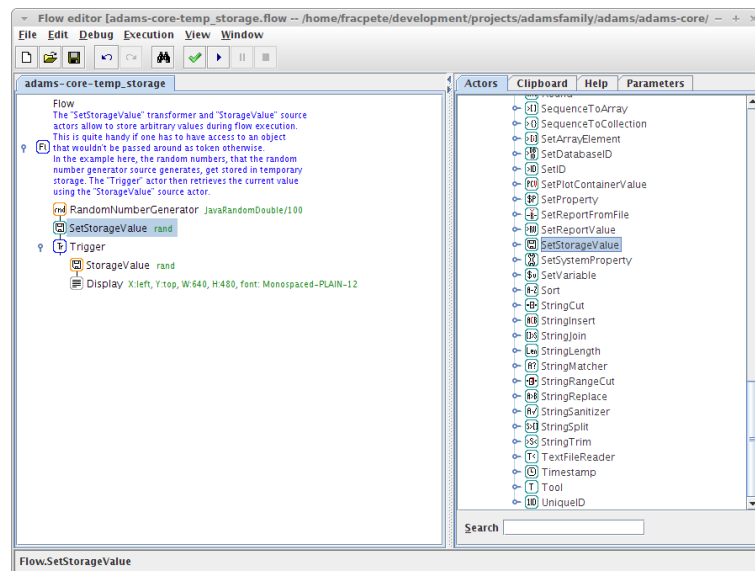 Flow editor [adams-core-temp_storage.flow -- /home/fracpete/development/projects/adamsfamily/adams/adams-core/
File Edit Debug Execution View Window
adams-core-temp_storage
Flow
The "SetStorageValue" transformer and "StorageValue" source
actors allow to store arbitrary values during flow execution.
This is quite handy if one has to have access to an object
that wouldn't be passed around as token otherwise.
In the example here, the random numbers, that the random
number generator source generates, get stored in temporary
storage. The "Trigger" actor then retrieves the current value
using the "StorageValue" source actor.
rnd RandomNumberGenerator JavaRandomDouble/100
SetStorageValue rand
Tr Trigger
StorageValue rand
Display X:left, Y:top, W:640, H:480, font: Monospaced-PLAIN-12
Actors Clipboard Help Parameters
SequenceToArray
SequenceToCollection
SetArrayElement
SetDatabaseID
SetID
SetPlotContainerValue
SetProperty
SetReportFromFile
SetReportValue
SetStorageValue
SetSystemProperty
SetVariable
Sort
StringCut
StringInsert
StringJoin
StringLength
StringMatcher
StringRangeCut
StringReplace
StringSanitizer
StringSplit
StringTrim
TextFileReader
Timestamp
Tool
UniqueID
Search
Flow.SetStorageValue